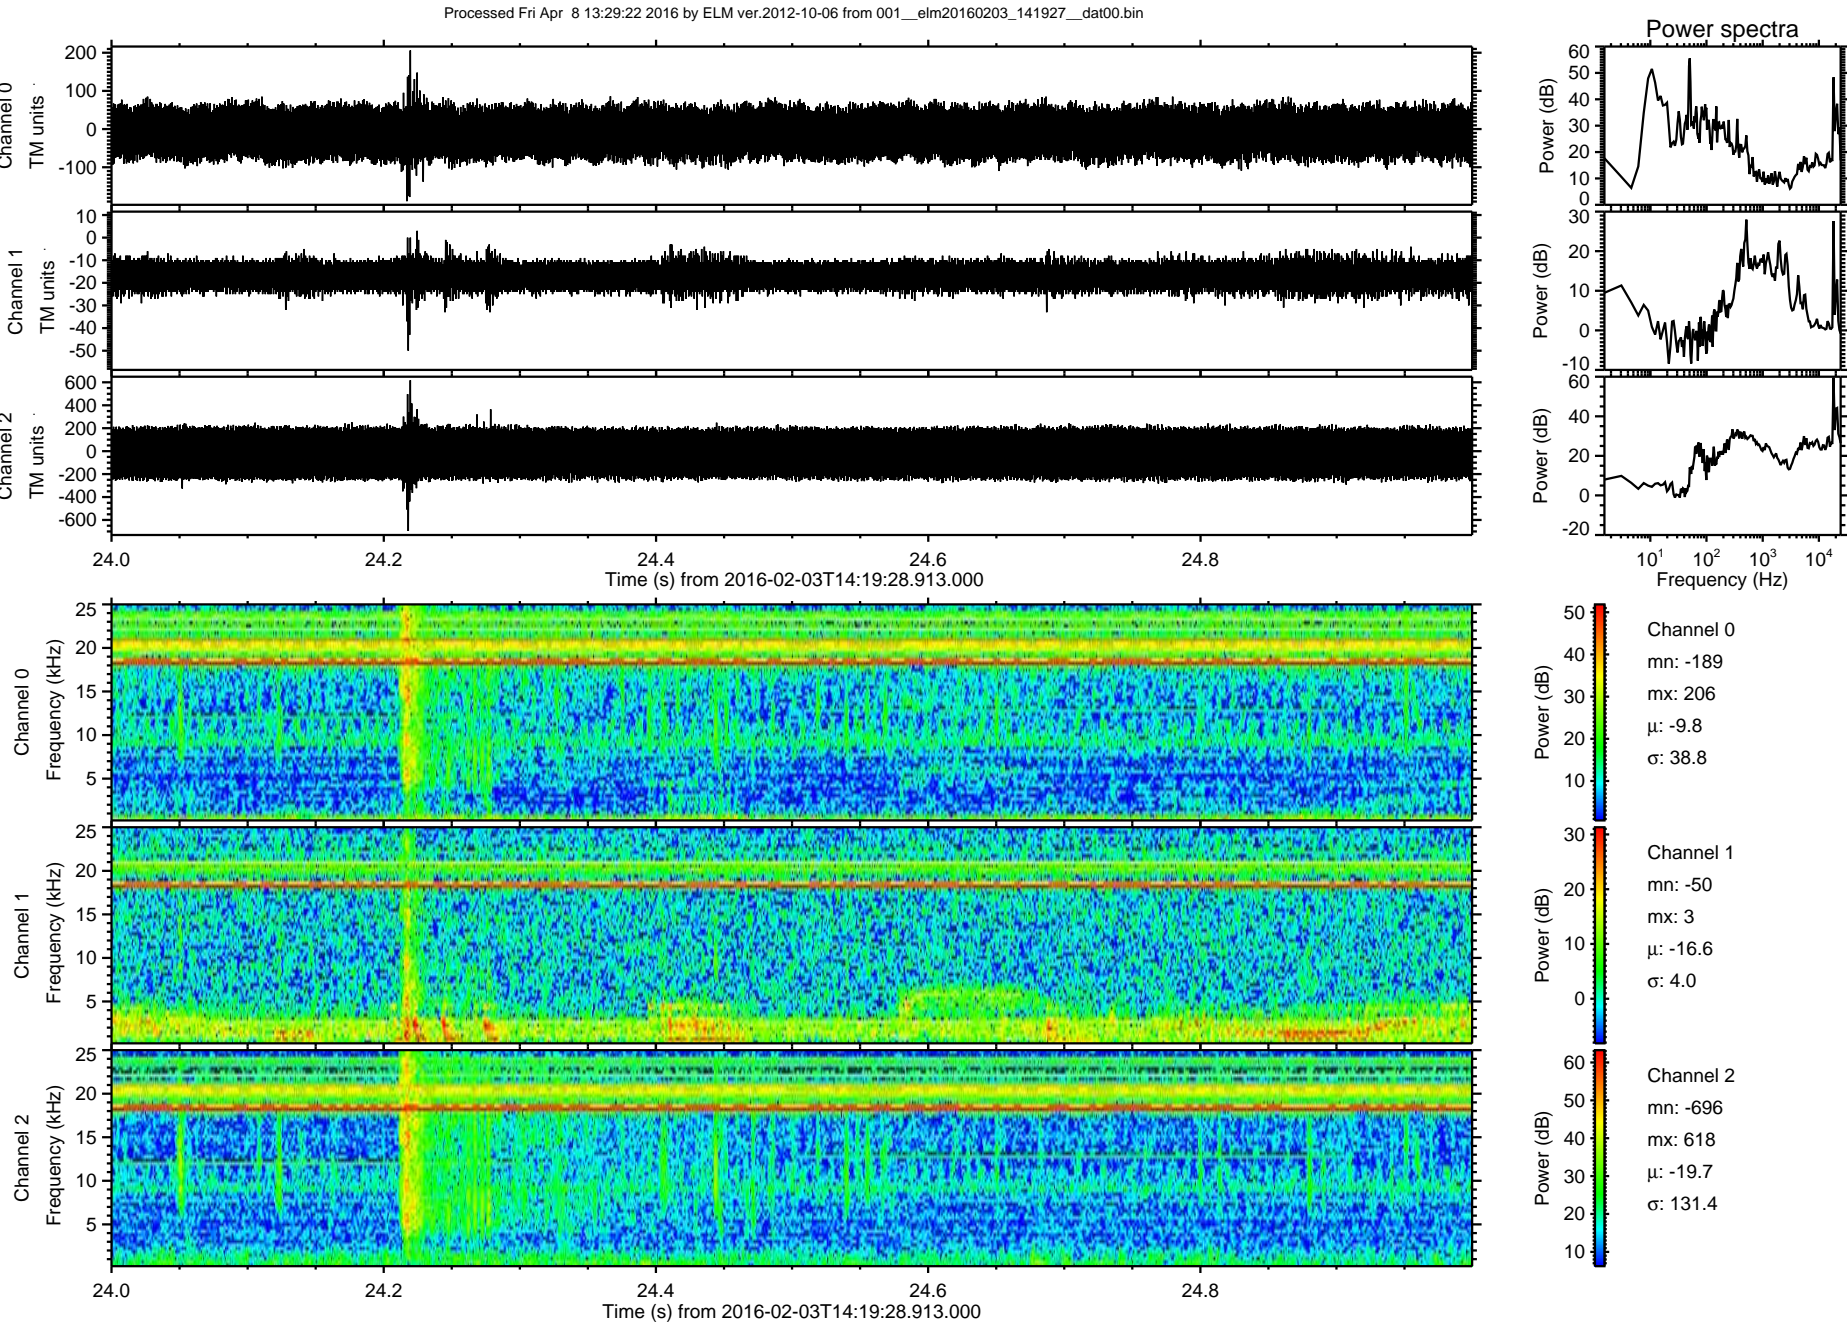 Processed Fri Apr  8 13:29:22 2016 by ELM ver.2012-10-06 from 001__elm20160203_141927__dat00.bin
Power spectra
Channel 0
TM units
200
100
0
-100
Power (dB)
60
50
40
30
20
10
0
Channel 1
TM units
10
0
-10
-20
-30
-40
-50
Power (dB)
30
20
10
0
-10
Channel 2
TM units
600
400
200
0
-200
-400
-600
Power (dB)
60
40
20
0
-20
24.0 24.2 24.4 24.6 24.8
Time (s) from 2016-02-03T14:19:28.913.000
10¹ 10² 10³ 10⁴
Frequency (Hz)
Channel 0
Frequency (kHz)
25
20
15
10
5
Power (dB)
50
40
30
20
10
Channel 0
mn: -189
mx: 206
μ: -9.8
σ: 38.8
Channel 1
Frequency (kHz)
25
20
15
10
5
Power (dB)
30
20
10
0
Channel 1
mn: -50
mx: 3
μ: -16.6
σ: 4.0
Channel 2
Frequency (kHz)
25
20
15
10
5
Power (dB)
60
50
40
30
20
10
Channel 2
mn: -696
mx: 618
μ: -19.7
σ: 131.4
24.0 24.2 24.4 24.6 24.8
Time (s) from 2016-02-03T14:19:28.913.000